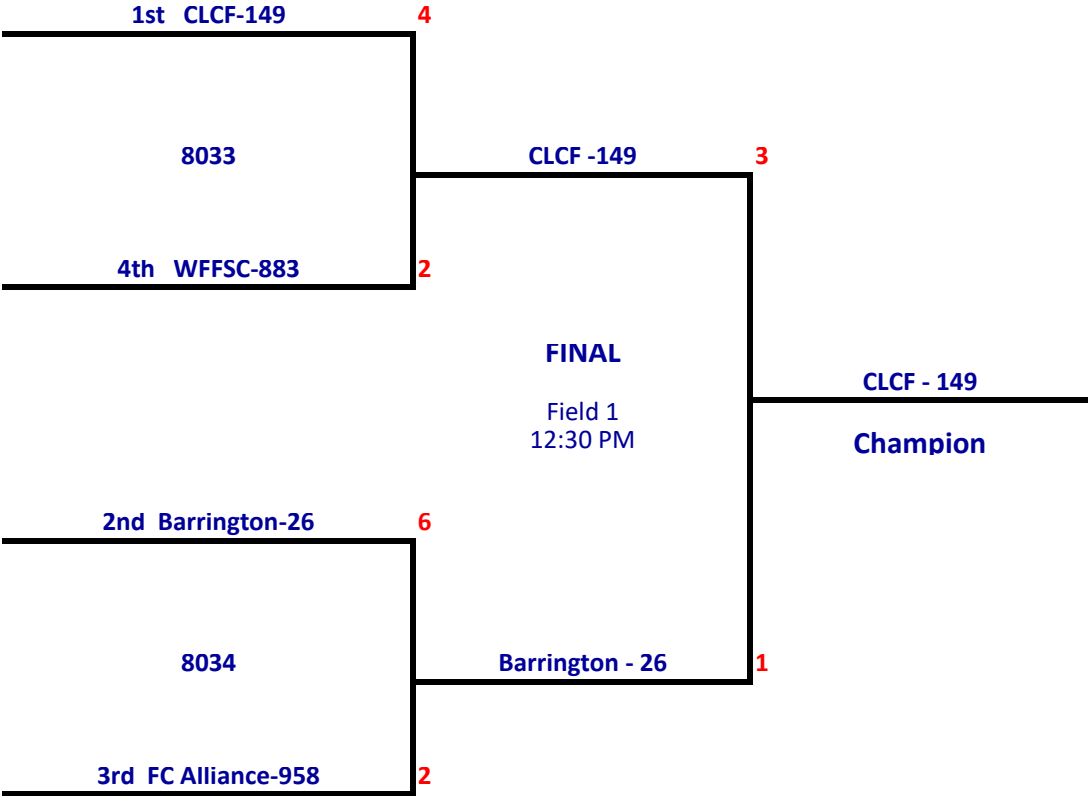 1st CLCF-149 4
8033
CLCF -149 3
4th WFFSC-883 2
FINAL
Field 1
12:30 PM
CLCF - 149
Champion
2nd Barrington-26 6
8034
Barrington - 26 1
3rd FC Alliance-958 2